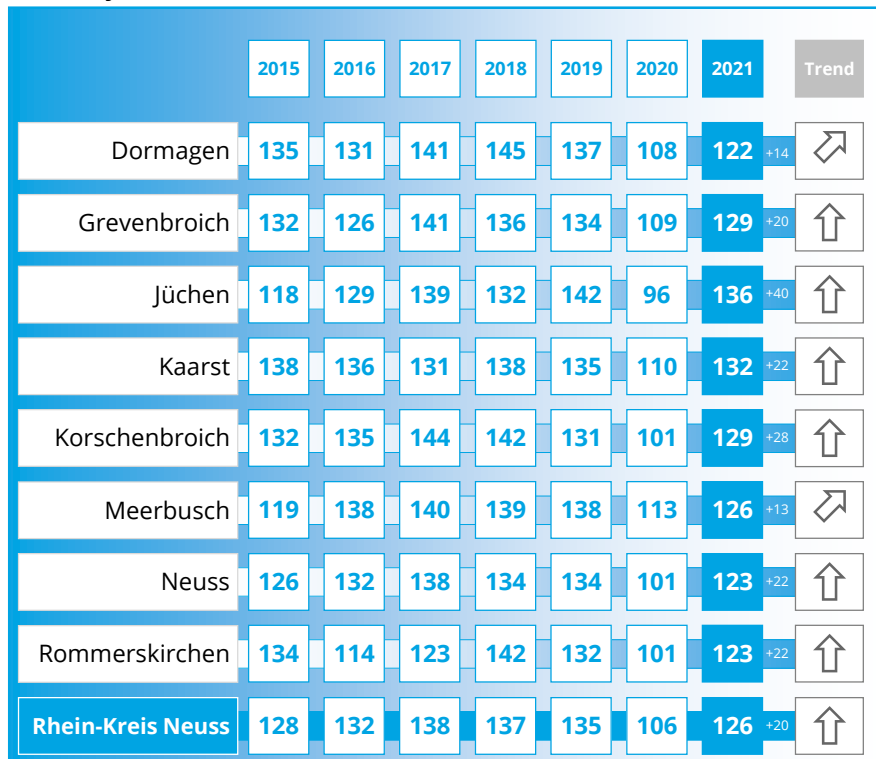 2015 2016 2017 2018 2019 2020 2021 Trend
Dormagen 135 131 141 145 137 108 122 +14
Grevenbroich 132 126 141 136 134 109 129 +20
Jüchen 118 129 139 132 142 96 136 +40
Kaarst 138 136 131 138 135 110 132 +22
Korschenbroich 132 135 144 142 131 101 129 +28
Meerbusch 119 138 140 139 138 113 126 +13
Neuss 126 132 138 134 134 101 123 +22
Rommerskirchen 134 114 123 142 132 101 123 +22
Rhein-Kreis Neuss 128 132 138 137 135 106 126 +20